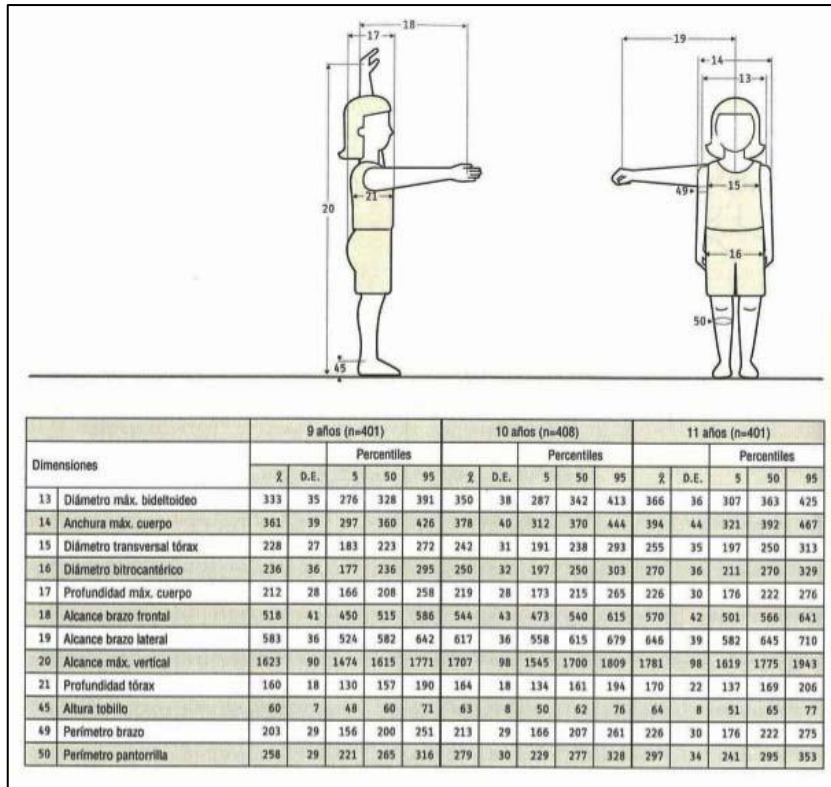 18
17
20
21
45
19
14
13
49
15
16
50
9 años (n=401) 10 años (n=408) 11 años (n=401)
Dimensiones Percentiles Percentiles Percentiles
x̄ D.E. 5 50 95 x̄ D.E. 5 50 95 x̄ D.E. 5 50 95
13 Diámetro máx. bideltoideo 333 35 276 328 391 350 38 287 342 413 366 36 307 363 425
14 Anchura máx. cuerpo 361 39 297 360 426 378 40 312 370 444 394 44 321 392 467
15 Diámetro transversal tórax 228 27 183 223 272 242 31 191 238 293 255 35 197 250 313
16 Diámetro bitrocantérico 236 36 177 236 295 250 32 197 250 303 270 36 211 270 329
17 Profundidad máx. cuerpo 212 28 166 208 258 219 28 173 215 265 226 30 176 222 276
18 Alcance brazo frontal 518 41 450 515 586 544 43 473 540 615 570 42 501 566 641
19 Alcance brazo lateral 583 36 524 582 642 617 36 558 615 679 646 39 582 645 710
20 Alcance máx. vertical 1623 90 1474 1615 1771 1707 98 1545 1700 1809 1781 98 1619 1775 1943
21 Profundidad tórax 160 18 130 157 190 164 18 134 161 194 170 22 137 169 206
45 Altura tobillo 60 7 48 60 71 63 8 50 62 76 64 8 51 65 77
49 Perímetro brazo 203 29 156 200 251 213 29 166 207 261 226 30 176 222 275
50 Perímetro pantorrilla 258 29 221 265 316 279 30 229 277 328 297 34 241 295 353